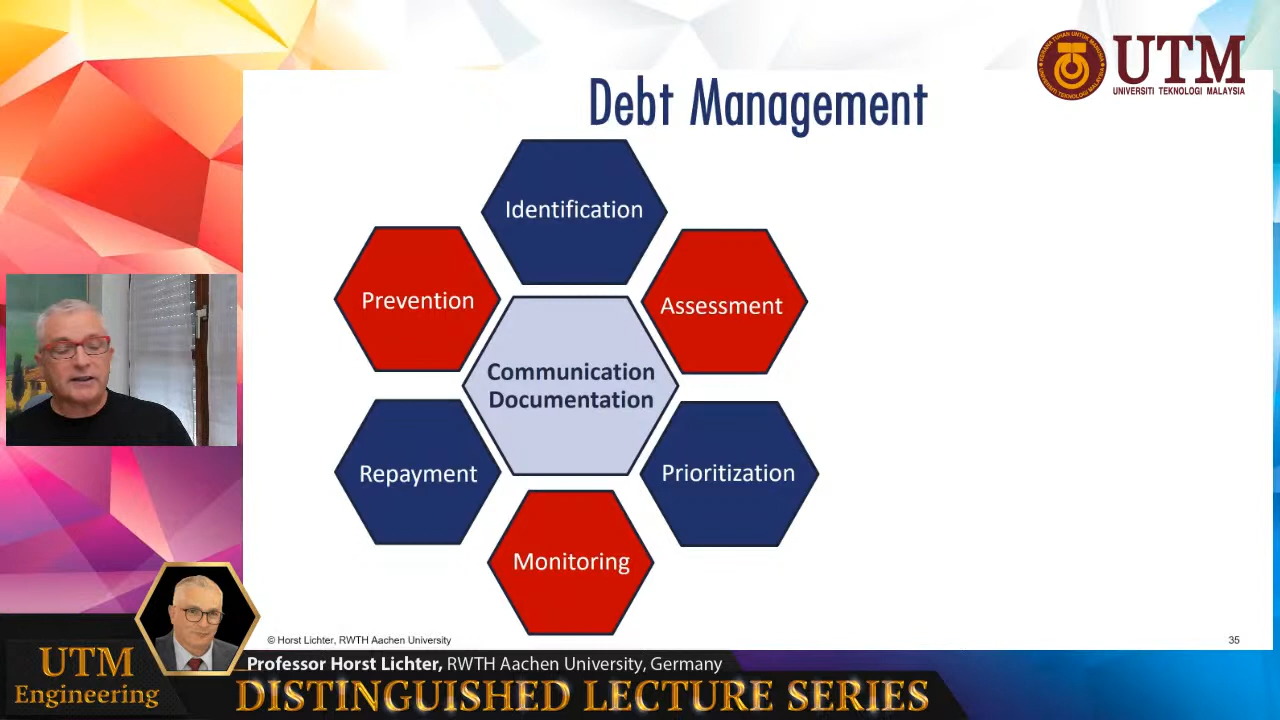 UTM
UNIVERSITI TEKNOLOGI MALAYSIA
Debt Management
Identification
Prevention
Assessment
Communication
Documentation
Repayment
Prioritization
Monitoring
© Horst Lichter, RWTH Aachen University
35
Professor Horst Lichter, RWTH Aachen University, Germany
UTM
Engineering
DISTINGUISHED LECTURE SERIES